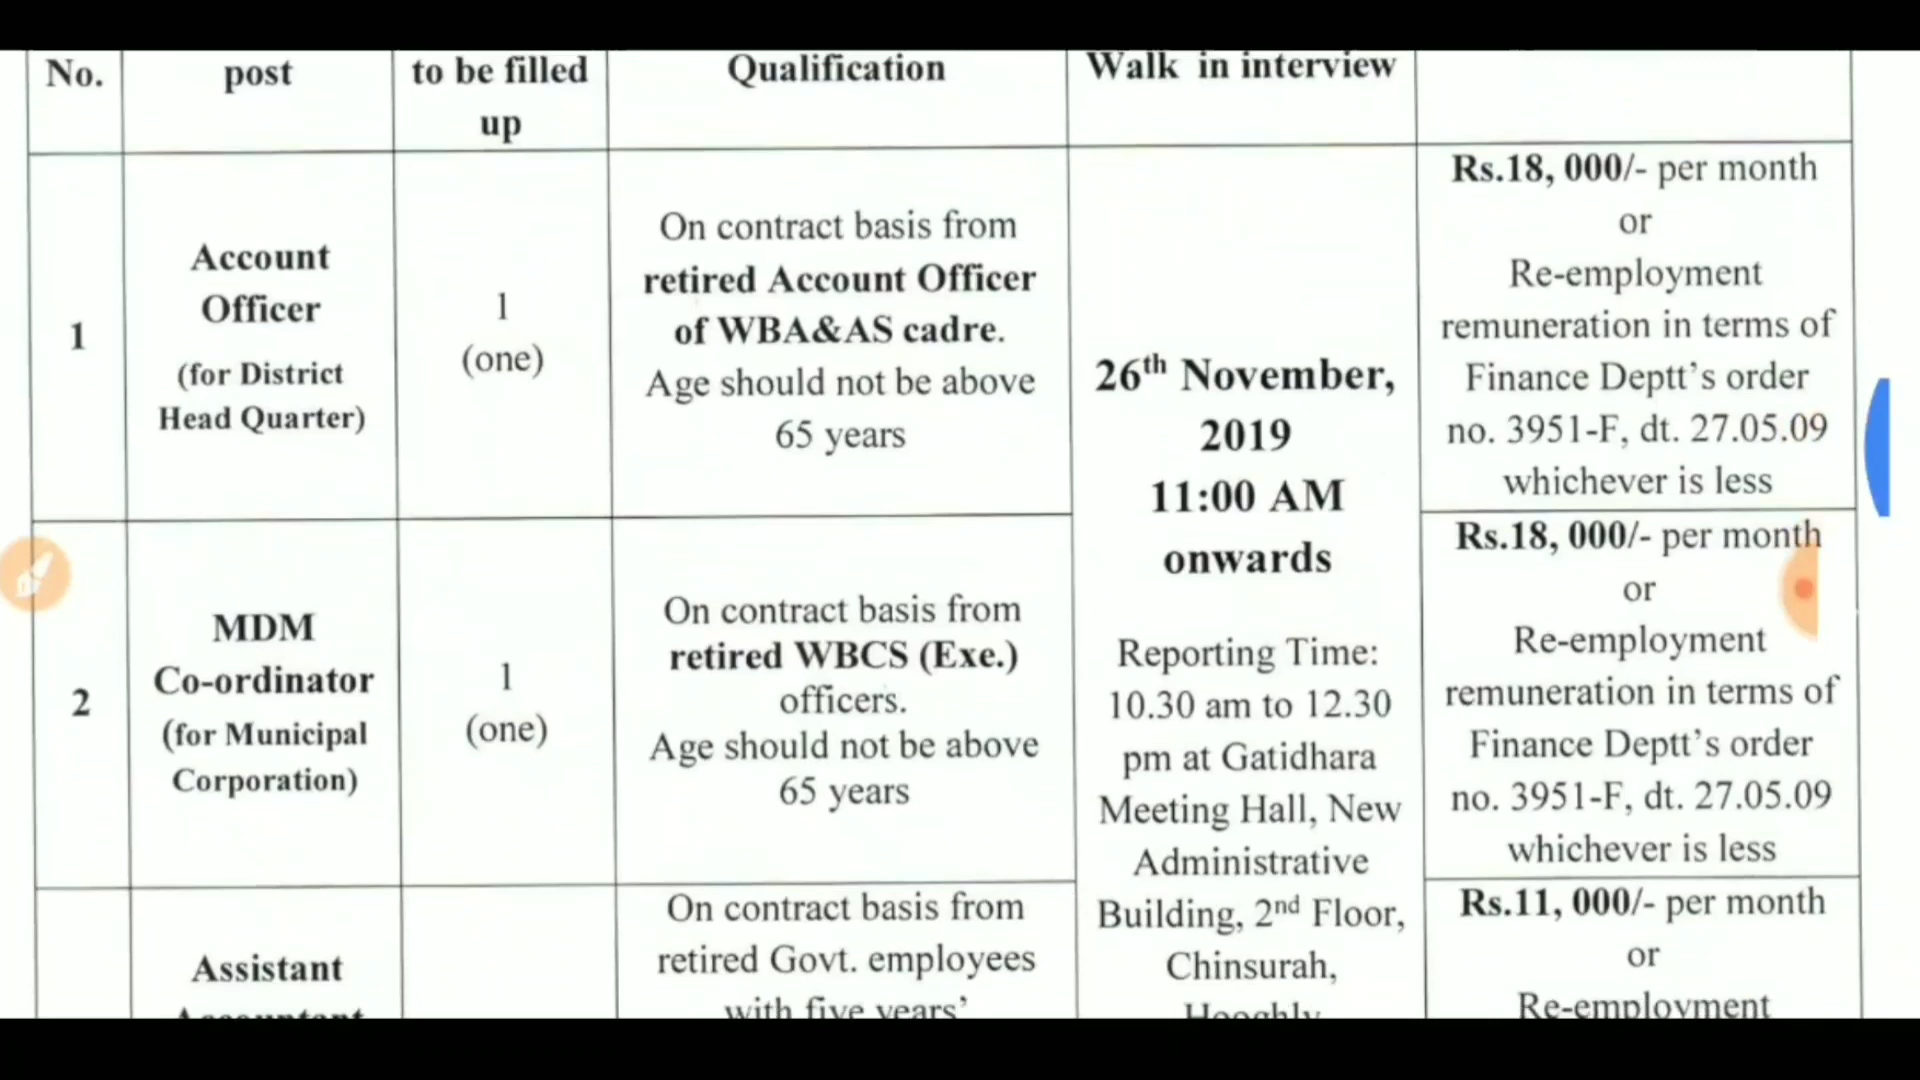 No.
post
to be filled
up
Qualification
Walk in interview
1
Account
Officer
(for District
Head Quarter)
1
(one)
On contract basis from
retired Account Officer
of WBA&AS cadre.
Age should not be above
65 years
26th November,
2019
11:00 AM
onwards
Reporting Time:
10.30 am to 12.30
pm at Gatidhara
Meeting Hall, New
Administrative
Building, 2nd Floor,
Chinsurah,
Hooghly
Rs.18, 000/- per month
or
Re-employment
remuneration in terms of
Finance Deptt's order
no. 3951-F, dt. 27.05.09
whichever is less
2
MDM
Co-ordinator
(for Municipal
Corporation)
1
(one)
On contract basis from
retired WBCS (Exe.)
officers.
Age should not be above
65 years
Rs.18, 000/- per month
or
Re-employment
remuneration in terms of
Finance Deptt's order
no. 3951-F, dt. 27.05.09
whichever is less
Assistant
Accountant
On contract basis from
retired Govt. employees
with five years'
Rs.11, 000/- per month
or
Re-employment